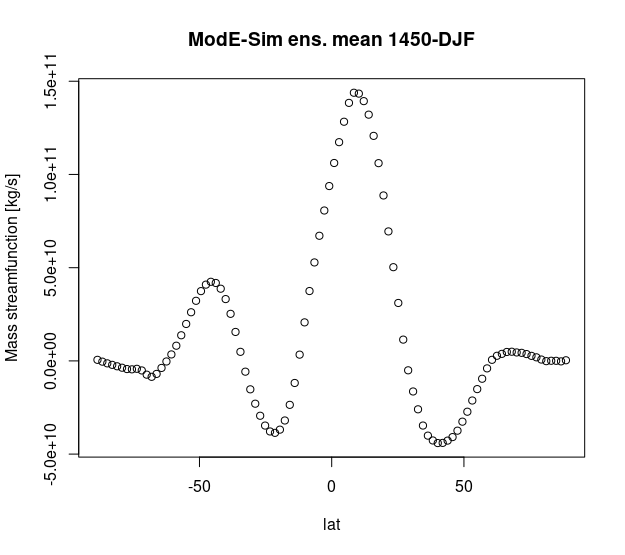 ModE-Sim ens. mean 1450-DJF
Mass streamfunction [kg/s]
1.5e+11
1.0e+11
5.0e+10
0.0e+00
-5.0e+10
-50 0 50
lat